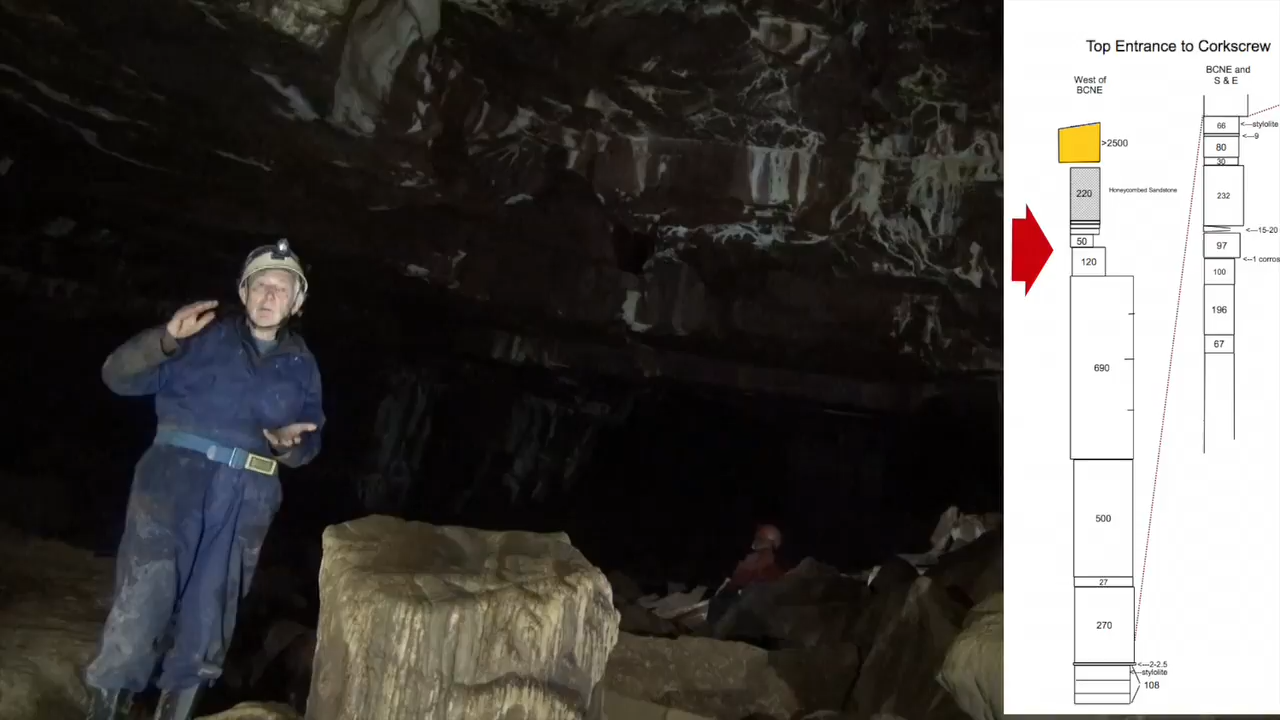 Top Entrance to Corkscrew
West of
BCNE
BCNE and
S & E
>2500
220
Honeycombed Sandstone
50
120
690
500
27
270
<---2-2.5
<---stylolite
108
66
<---stylolite
<---9
80
30
232
<---15-20
97
<---1 corros
100
196
67